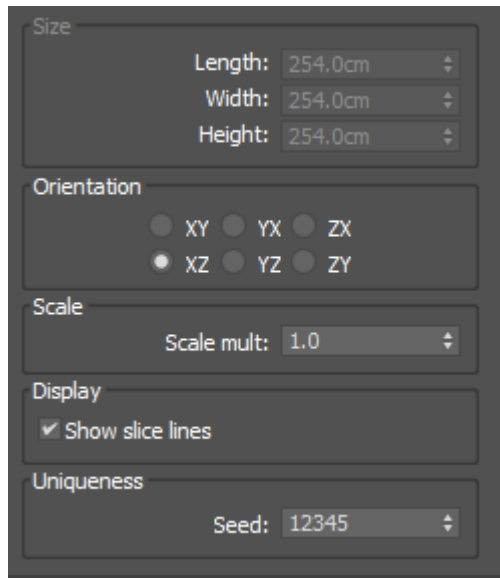 Size
Length: 254.0cm
Width: 254.0cm
Height: 254.0cm
Orientation
XY YX ZX
XZ YZ ZY
Scale
Scale mult: 1.0
Display
Show slice lines
Uniqueness
Seed: 12345